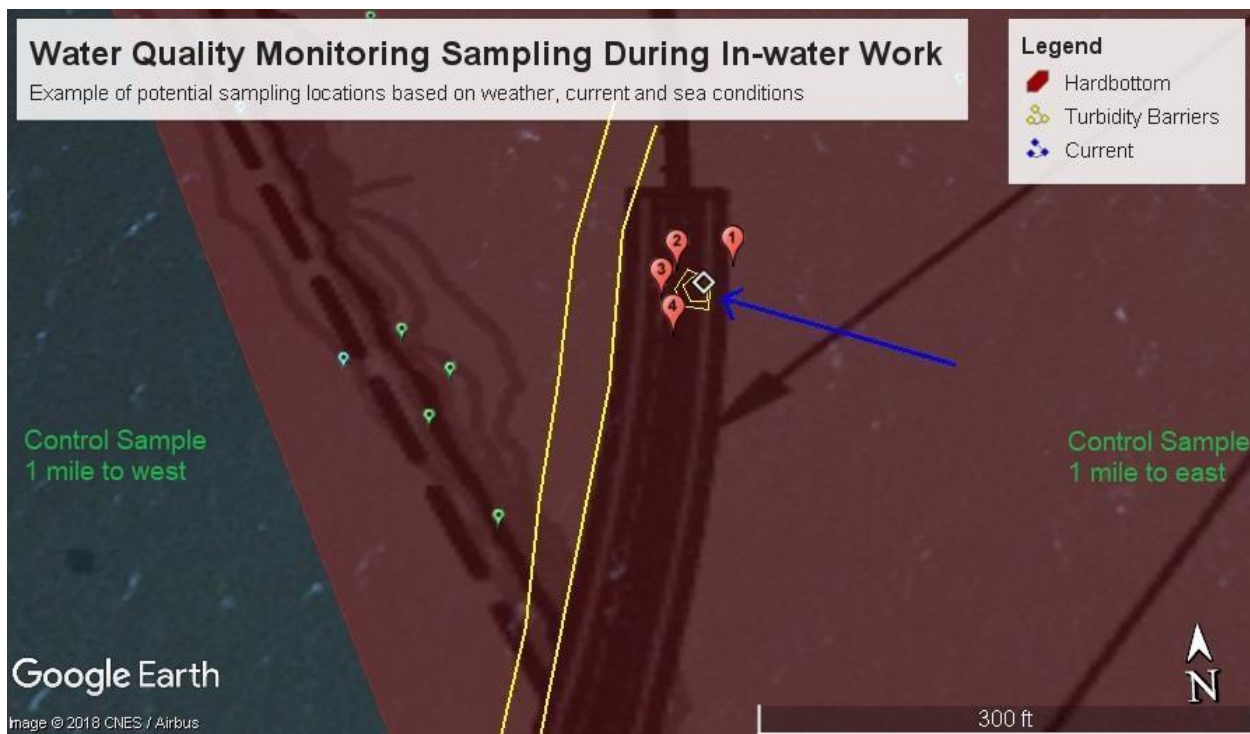 Water Quality Monitoring Sampling During In-water Work
Example of potential sampling locations based on weather, current and sea conditions
Legend
Hardbottom
Turbidity Barriers
Current
2
1
3
4
Control Sample
1 mile to west
Control Sample
1 mile to east
Google Earth
N
Image © 2018 CNES / Airbus
300 ft